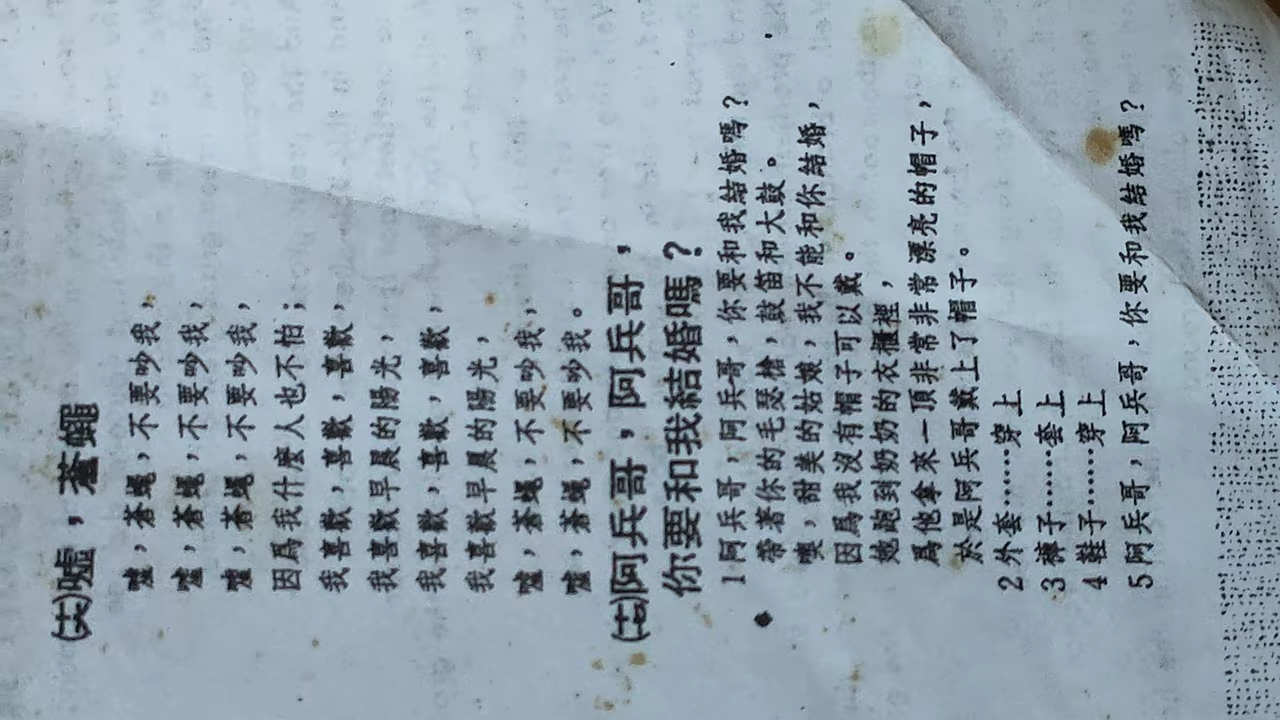 (六)噓，蒼蠅
噓，蒼蠅，不要吵我，
噓，蒼蠅，不要吵我，
噓，蒼蠅，不要吵我，
因爲我什麼人也不怕；
我喜歡，喜歡，喜歡，
我喜歡早晨的陽光，
我喜歡，喜歡，喜歡，
我喜歡早晨的陽光，
噓，蒼蠅，不要吵我，
噓，蒼蠅，不要吵我。
(七)阿兵哥，阿兵哥，
你要和我結婚嗎？
1阿兵哥，阿兵哥，你要和我結婚嗎？
帶著你的毛瑟槍，鼓笛和大鼓。
噢，甜美的姑娘，我不能和你結婚，
因爲我沒有帽子可以戴。
她跑到奶奶的衣櫃裡，
爲他拿來一頂非常非常漂亮的帽子，
於是阿兵哥戴上了帽子。
2外套……穿上
3褲子……套上
4鞋子……穿上
5阿兵哥，阿兵哥，你要和我結婚嗎？